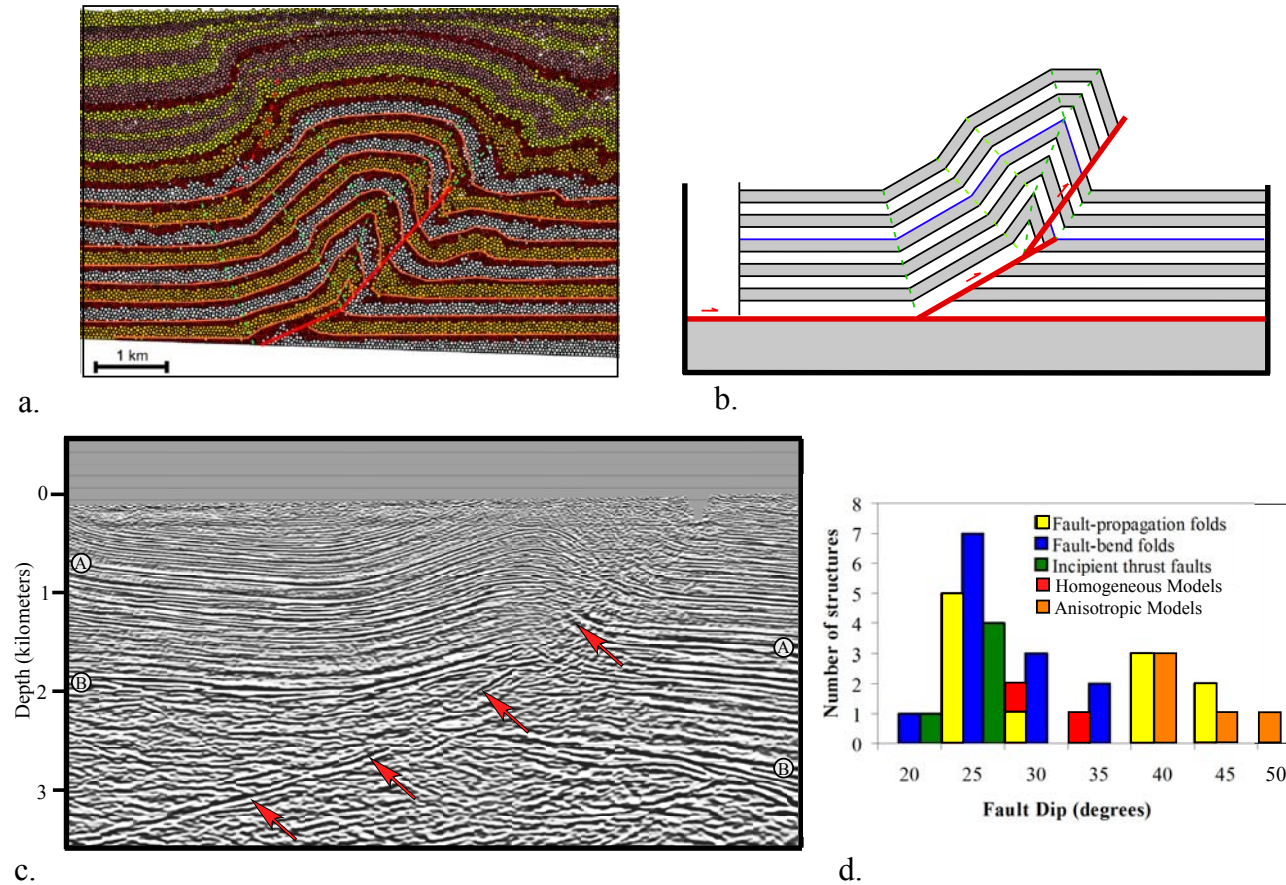 1 km
a.
b.
A
B
A
B
0
1
2
3
Depth (kilometers)
c.
Fault-propagation folds
Fault-bend folds
Incipient thrust faults
Homogeneous Models
Anisotropic Models
8
7
6
5
4
3
2
1
0
Number of structures
20 25 30 35 40 45 50
Fault Dip (degrees)
d.